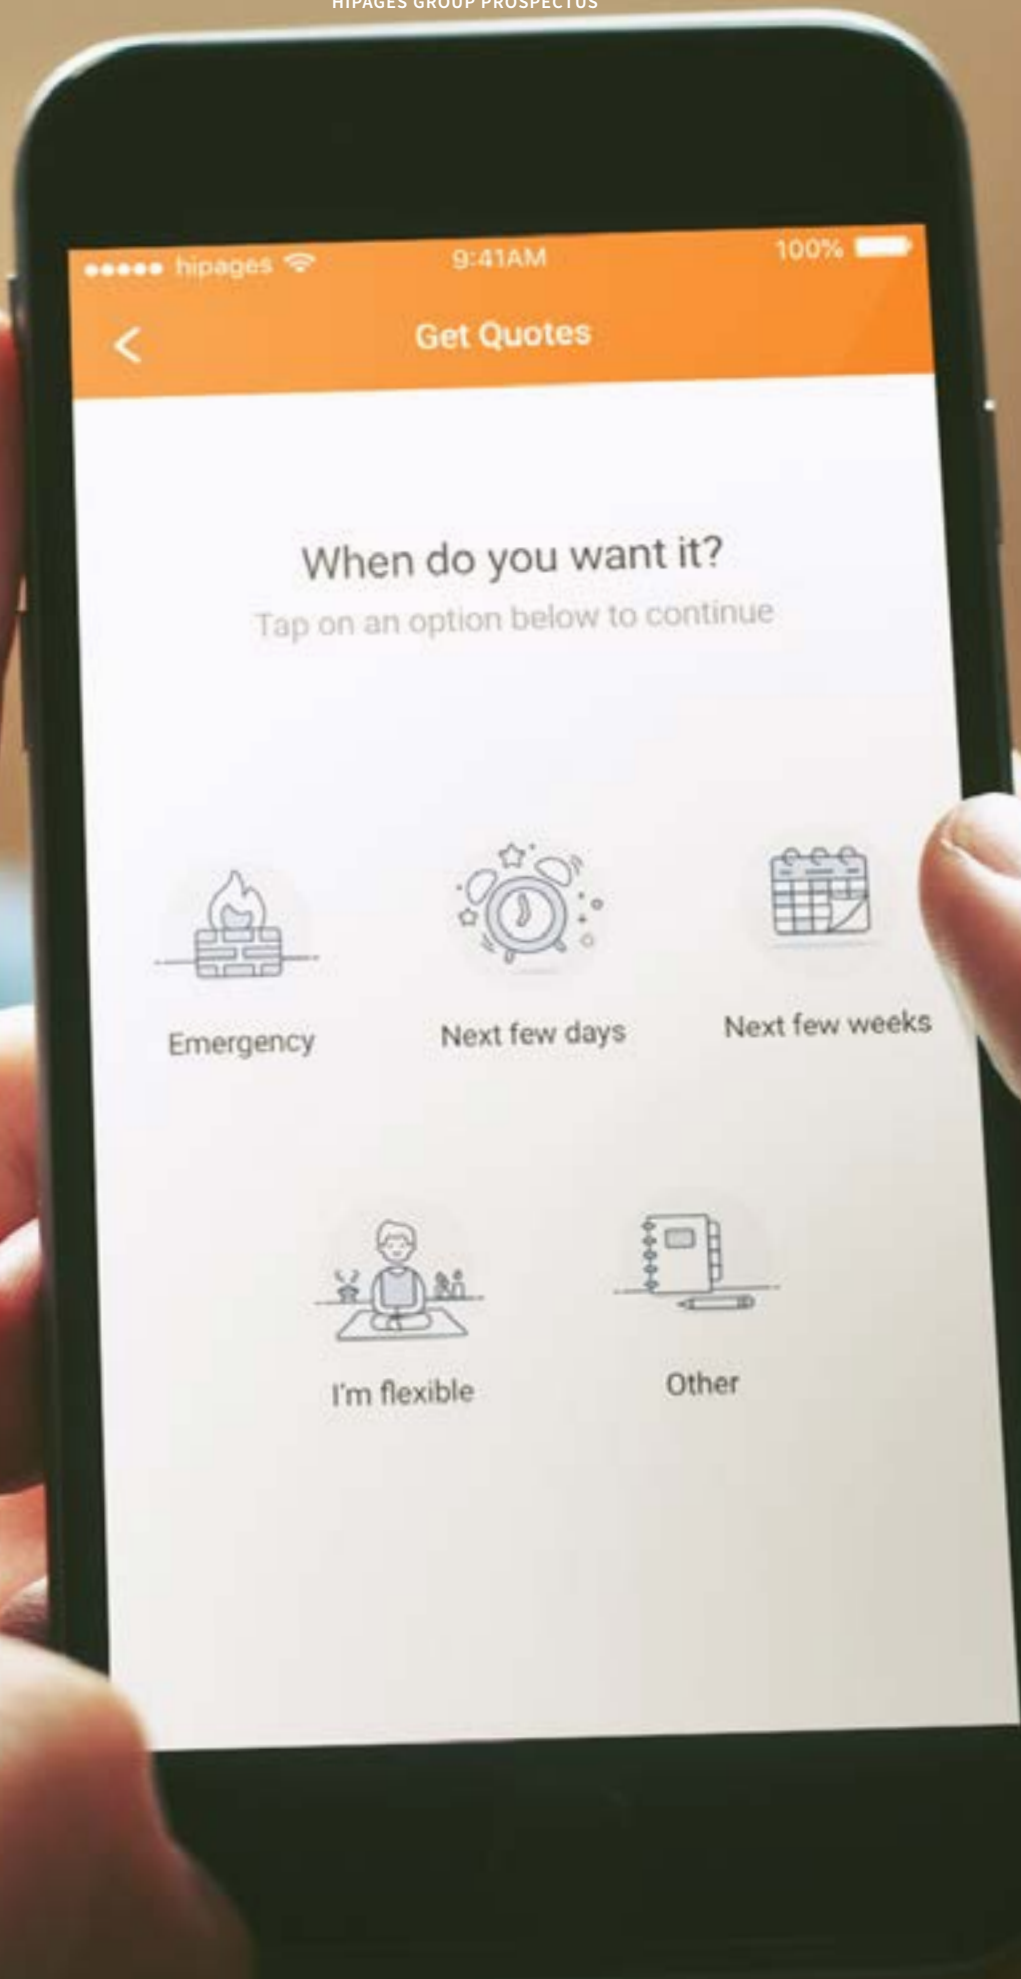 HIPAGES GROUP PROSPECTUS
hipages 9:41AM 100%
Get Quotes
When do you want it?
Tap on an option below to continue
Emergency Next few days Next few weeks
I'm flexible Other